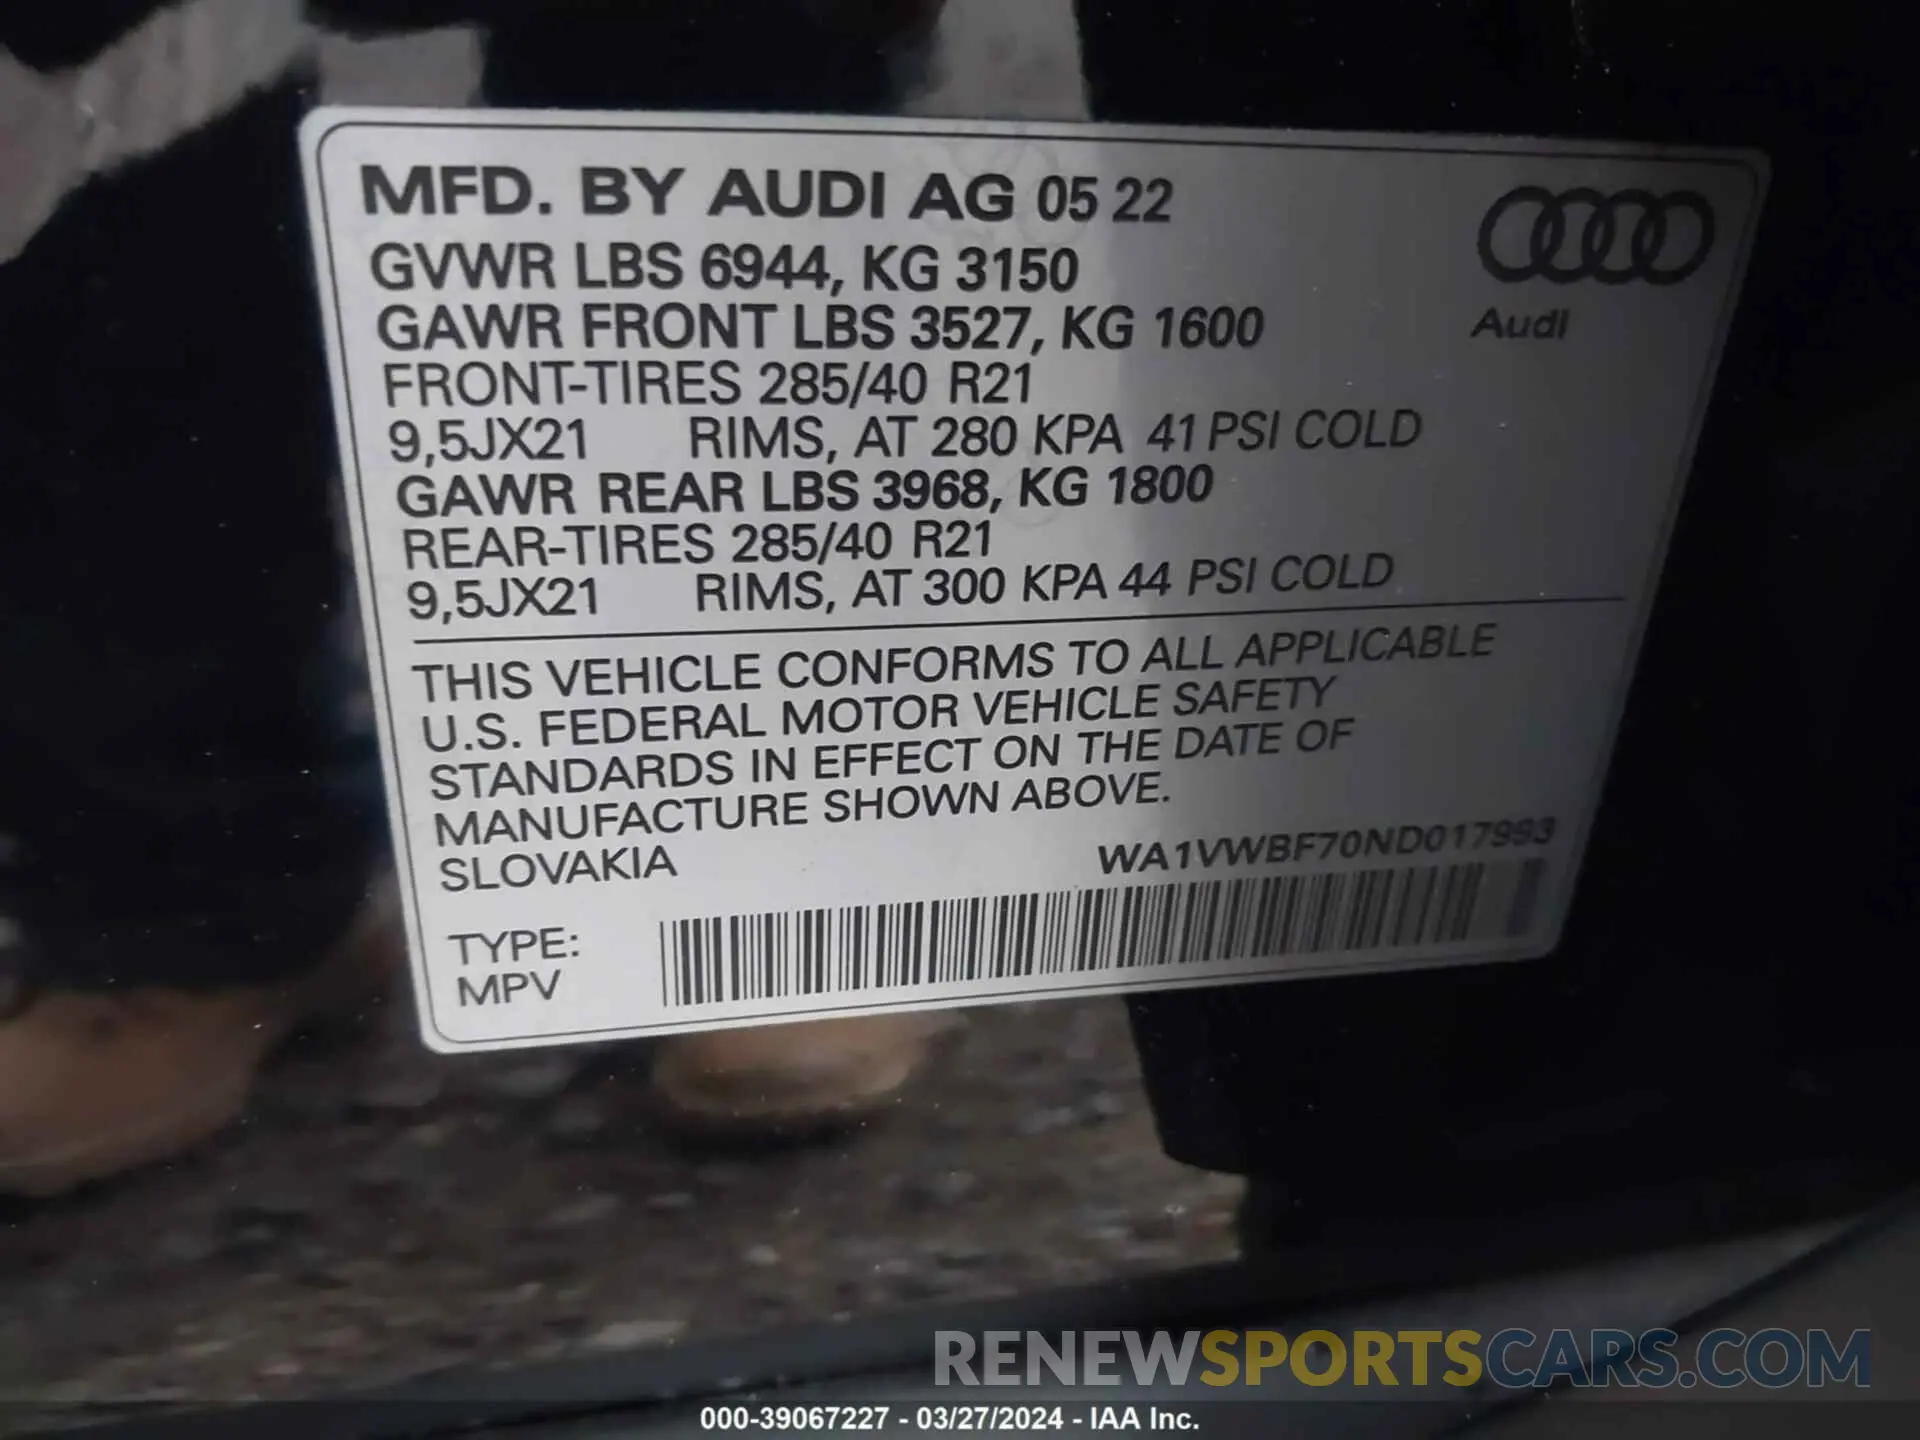 MFD. BY AUDI AG 05 22
GVWR LBS 6944, KG 3150
GAWR FRONT LBS 3527, KG 1600
FRONT-TIRES 285/40 R21
9,5JX21 RIMS, AT 280 KPA 41 PSI COLD
GAWR REAR LBS 3968, KG 1800
REAR-TIRES 285/40 R21
9,5JX21 RIMS, AT 300 KPA 44 PSI COLD
Audi
THIS VEHICLE CONFORMS TO ALL APPLICABLE
U.S. FEDERAL MOTOR VEHICLE SAFETY
STANDARDS IN EFFECT ON THE DATE OF
MANUFACTURE SHOWN ABOVE.
SLOVAKIA WA1VWBF70ND017993
TYPE:
MPV
RENEWSPORTSCARS.COM
000-39067227 - 03/27/2024 - IAA Inc.